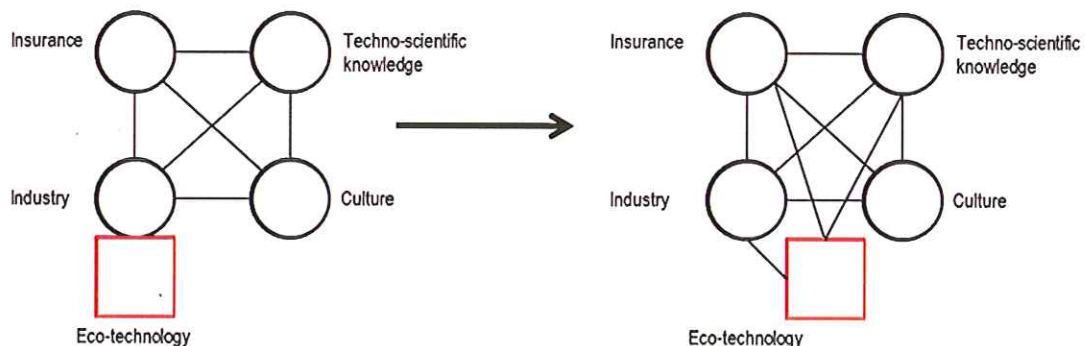 Insurance
Techno-scientific
knowledge
Industry
Culture
Eco-technology
Insurance
Techno-scientific
knowledge
Industry
Culture
Eco-technology